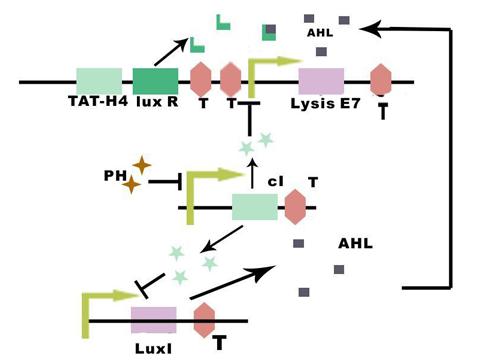 AHL
TAT-H4 lux R T T Lysis E7 T
PH cI T
AHL
LuxI T